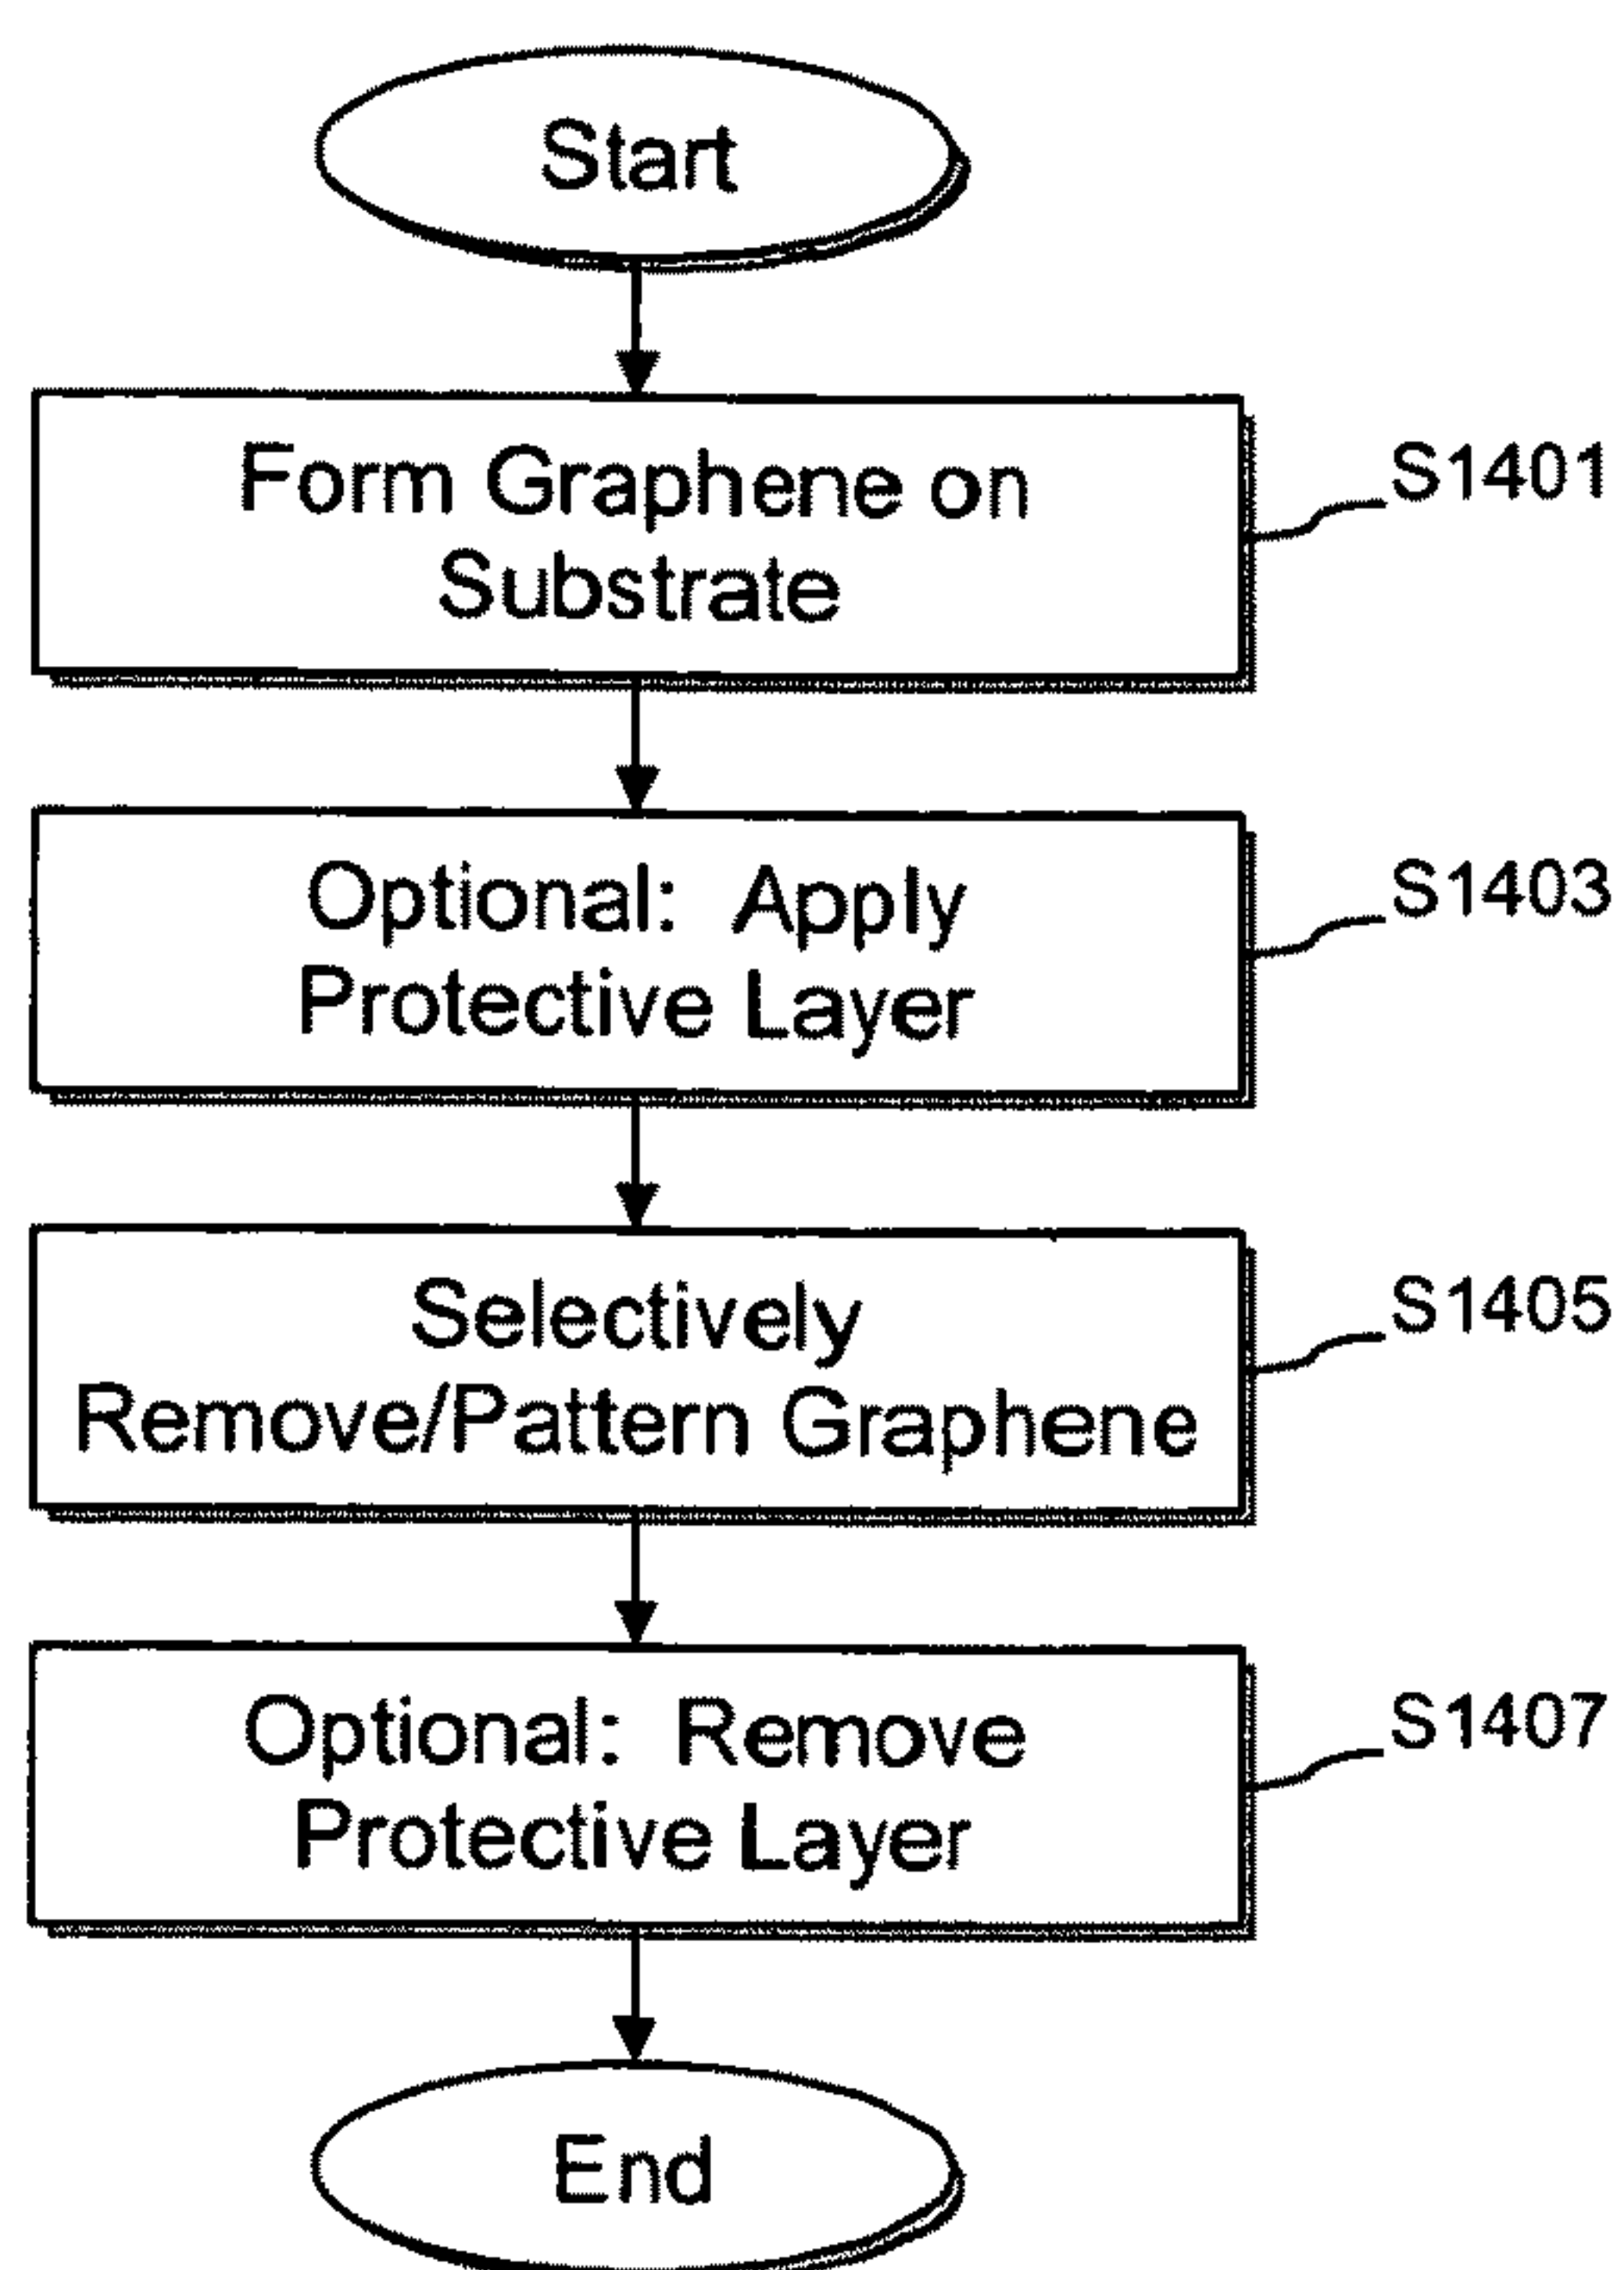 Start
Form Graphene on
Substrate
S1401
Optional: Apply
Protective Layer
S1403
Selectively
Remove/Pattern Graphene
S1405
Optional: Remove
Protective Layer
S1407
End